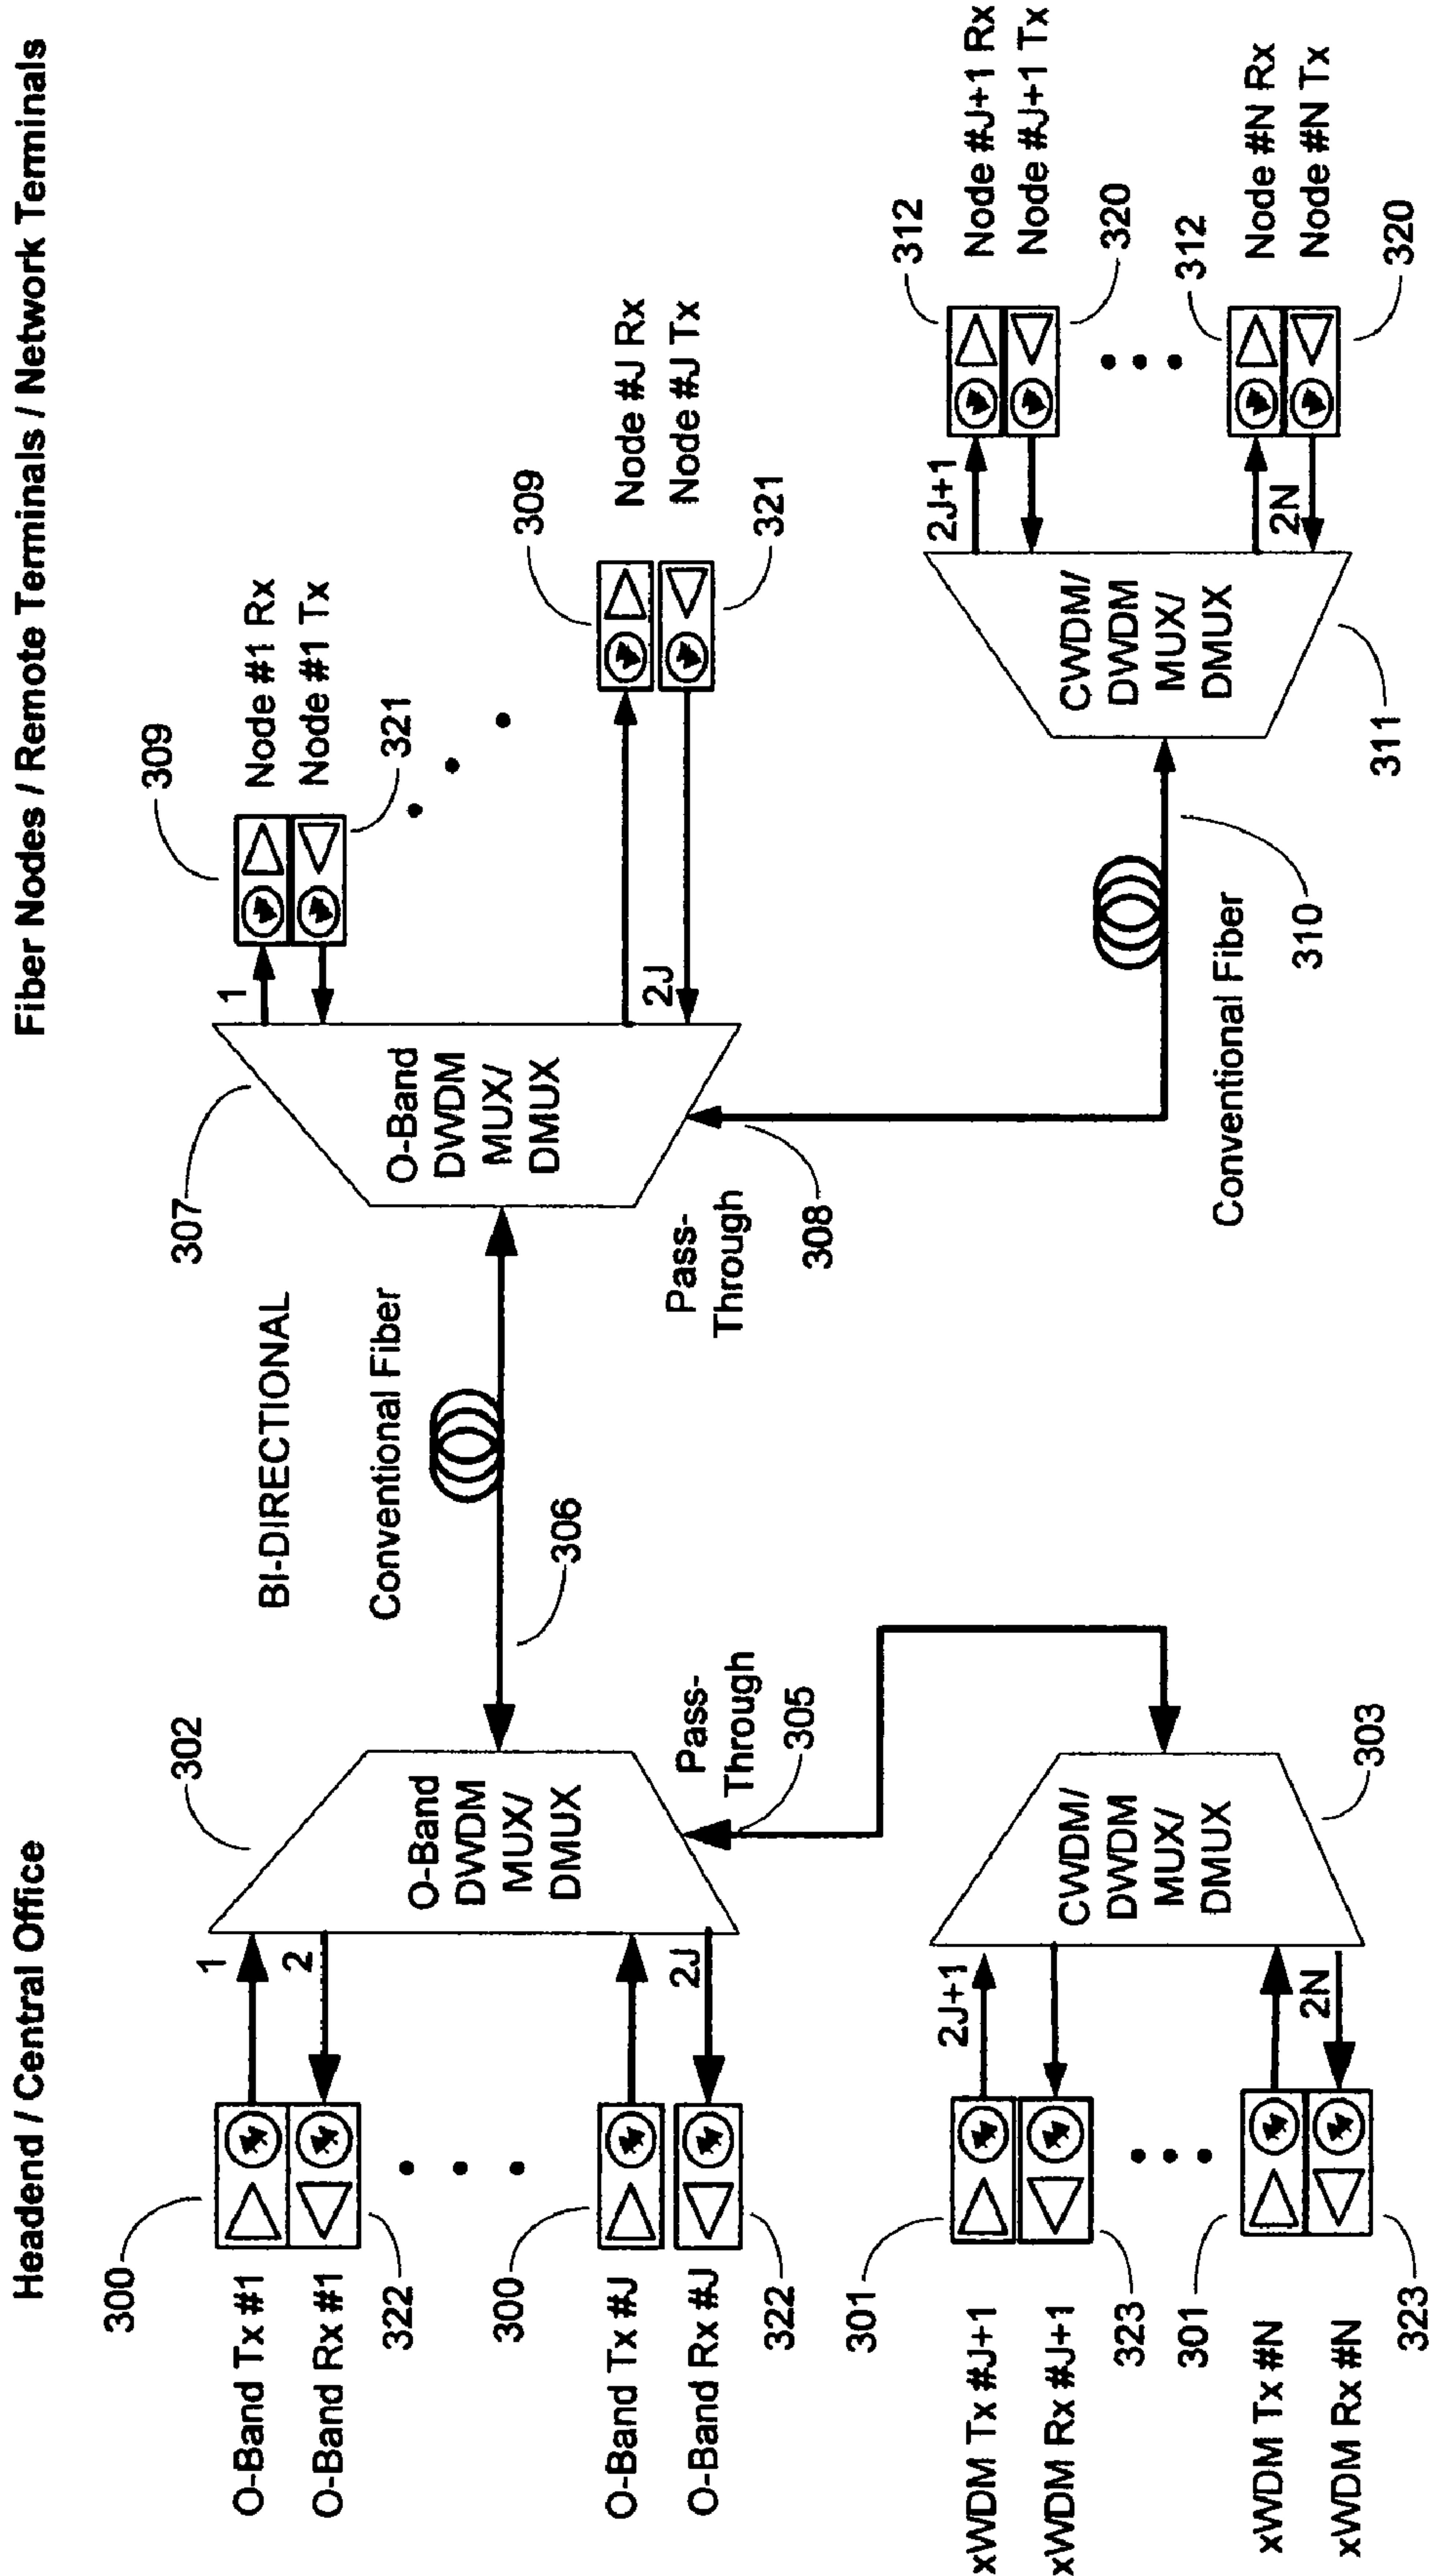 Headend / Central Office
Fiber Nodes / Remote Terminals / Network Terminals
300
O-Band Tx #1
O-Band Rx #1
322
1
2
300
O-Band Tx #J
O-Band Rx #J
322
2J
302
O-Band
DWDM
MUX/
DMUX
Pass-
Through
305
301
xWDM Tx #J+1
xWDM Rx #J+1
323
2J+1
301
xWDM Tx #N
xWDM Rx #N
323
2N
CWDM/
DWDM
MUX/
DMUX
303
BI-DIRECTIONAL
Conventional Fiber
306
307
O-Band
DWDM
MUX/
DMUX
Pass-
Through
308
1
309
Node #1 Rx
Node #1 Tx
321
2J
309
Node #J Rx
Node #J Tx
321
Conventional Fiber
310
CWDM/
DWDM
MUX/
DMUX
311
2J+1
312
Node #J+1 Rx
Node #J+1 Tx
320
2N
312
Node #N Rx
Node #N Tx
320